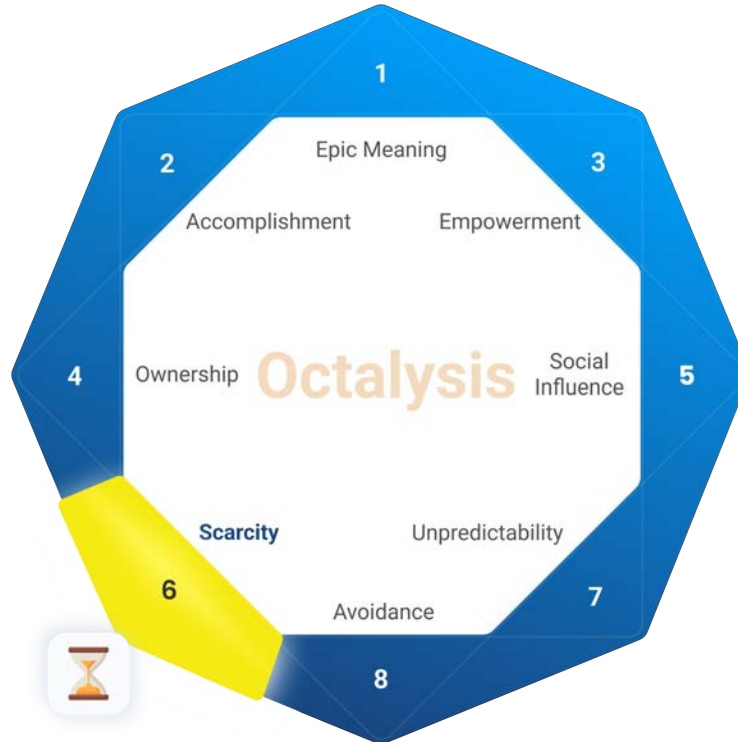 1
Epic Meaning
2
3
Accomplishment
Empowerment
4
Ownership
Octalysis
Social
Influence
5
Scarcity
Unpredictability
6
7
Avoidance
8